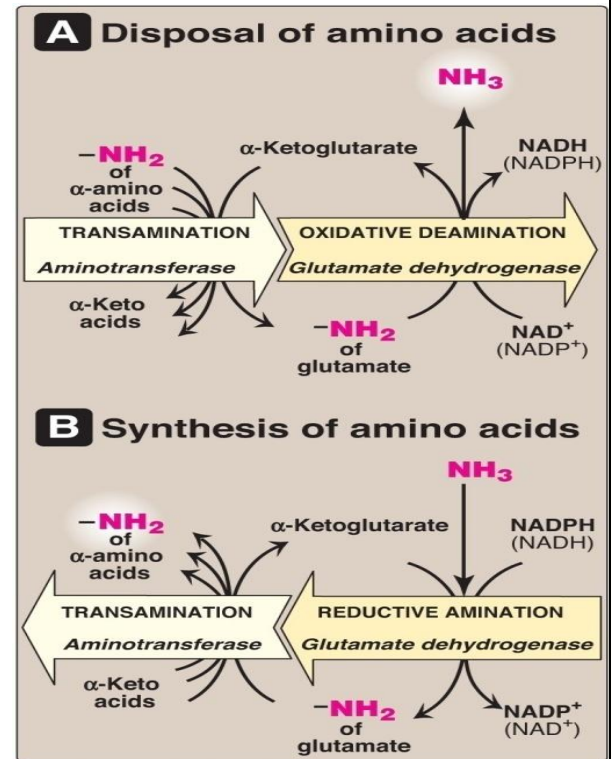 A Disposal of amino acids
NH₃
–NH₂
of
α-amino
acids
α-Ketoglutarate
NADH
(NADPH)
TRANSAMINATION
Aminotransferase
OXIDATIVE DEAMINATION
Glutamate dehydrogenase
α-Keto
acids
–NH₂
of
glutamate
NAD⁺
(NADP⁺)
B Synthesis of amino acids
NH₃
–NH₂
of
α-amino
acids
α-Ketoglutarate
NADPH
(NADH)
TRANSAMINATION
Aminotransferase
REDUCTIVE AMINATION
Glutamate dehydrogenase
α-Keto
acids
–NH₂
of
glutamate
NADP⁺
(NAD⁺)